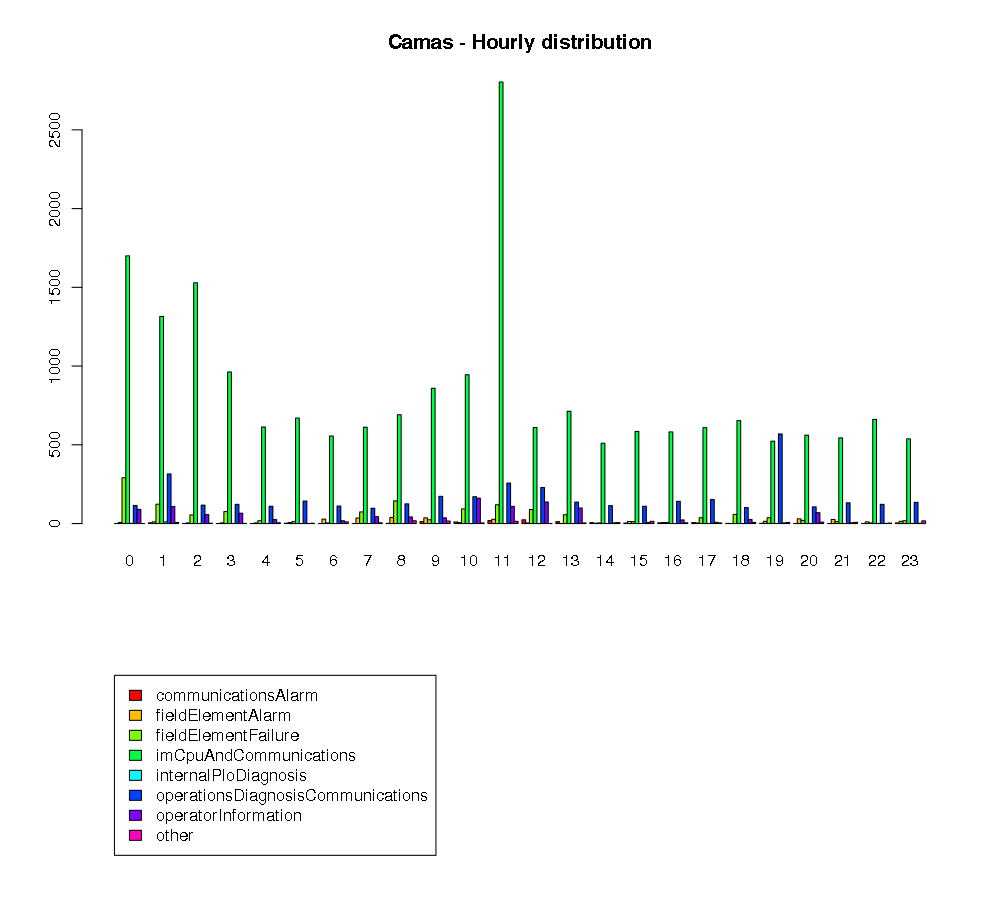 Camas - Hourly distribution
2500
2000
1500
1000
500
0
0 1 2 3 4 5 6 7 8 9 10 11 12 13 14 15 16 17 18 19 20 21 22 23
communicationsAlarm
fieldElementAlarm
fieldElementFailure
imCpuAndCommunications
internalPloDiagnosis
operationsDiagnosisCommunications
operatorInformation
other